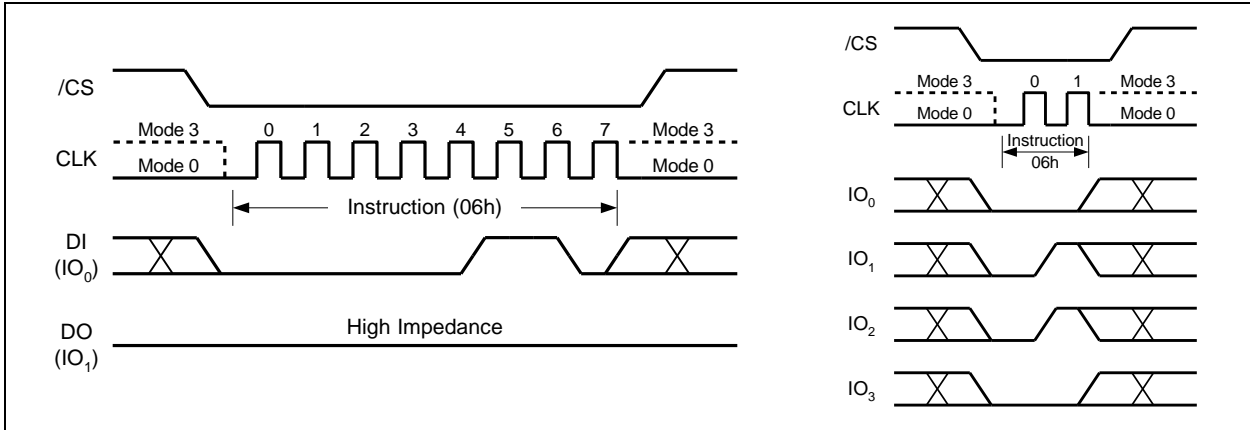 /CS
Mode 3 0 1 2 3 4 5 6 7 Mode 3
CLK
Mode 0 Mode 0
Instruction (06h)
DI
(IO0)
High Impedance
DO
(IO1)
/CS
Mode 3 0 1 Mode 3
CLK
Mode 0 Mode 0
Instruction
06h
IO0
IO1
IO2
IO3